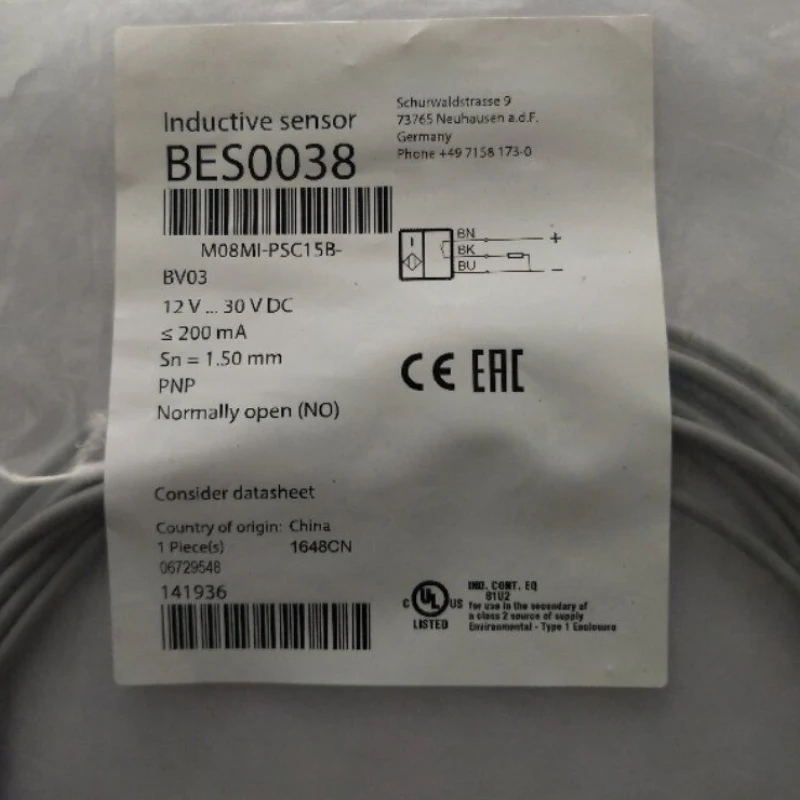 Inductive sensor
BES0038
M08MI-PSC15B-
BV03
12 V ... 30 V DC
≤ 200 mA
Sn = 1.50 mm
PNP
Normally open (NO)
Schurwaldstrasse 9
73765 Neuhausen a.d.F.
Germany
Phone +49 7158 173-0
BN
+
BK
BU
−
CE EAC
Consider datasheet
Country of origin: China
1 Piece(s) 1648CN
06729548
141936
C UL US
LISTED
IND. CONT. EQ
81U2
for use in the secondary of
a class 2 source of supply
Environmental - Type 1 Enclosure